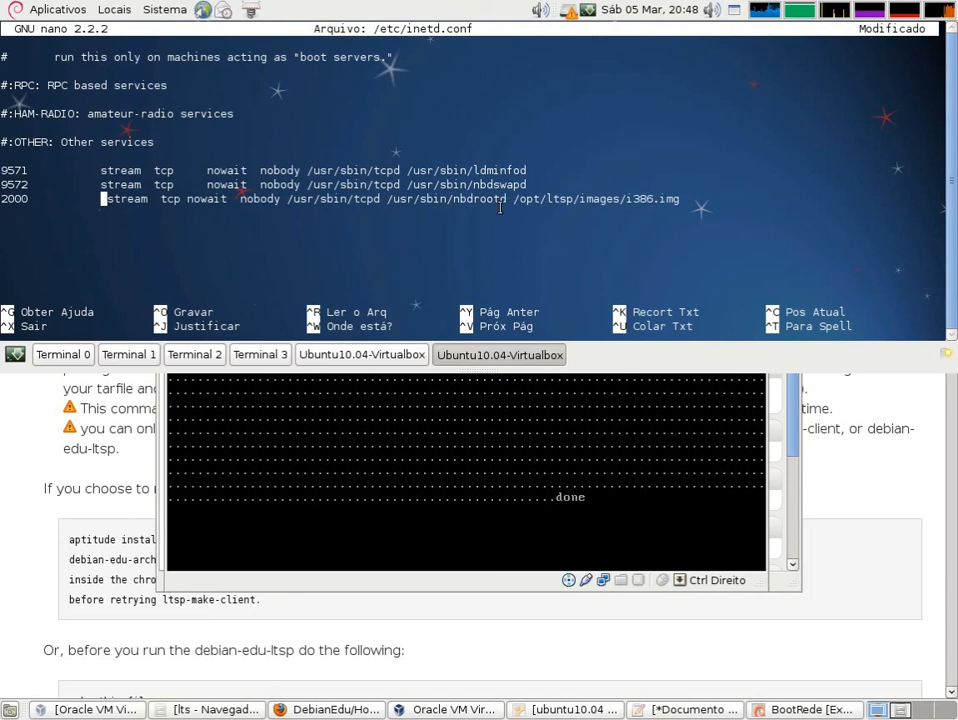 Aplicativos Locais Sistema Sáb 05 Mar, 20:48
GNU nano 2.2.2 Arquivo: /etc/inetd.conf Modificado
# run this only on machines acting as "boot servers."
#:RPC: RPC based services
#:HAM-RADIO: amateur-radio services
#:OTHER: Other services
9571 stream tcp nowait nobody /usr/sbin/tcpd /usr/sbin/ldminfod
9572 stream tcp nowait nobody /usr/sbin/tcpd /usr/sbin/nbdswapd
2000 stream tcp nowait nobody /usr/sbin/tcpd /usr/sbin/nbdrootd /opt/ltsp/images/i386.img
^G Obter Ajuda ^O Gravar ^R Ler o Arq ^Y Pág Anter ^K Recort Txt ^C Pos Atual
^X Sair ^J Justificar ^W Onde está? ^V Próx Pág ^U Colar Txt ^T Para Spell
Terminal 0 Terminal 1 Terminal 2 Terminal 3 Ubuntu10.04-Virtualbox Ubuntu10.04-Virtualbox
your tarfile and ).
This comma time.
you can onl -client, or debian-
edu-ltsp.
done
If you choose to
aptitude instal
debian-edu-arch
inside the chro
Ctrl Direito
before retrying ltsp-make-client.
Or, before you run the debian-edu-ltsp do the following:
[Oracle VM Vi... [lts - Navegad... DebianEdu/Ho... Oracle VM Vir... [ubuntu10.04 ... [*Documento ... BootRede [Ex...